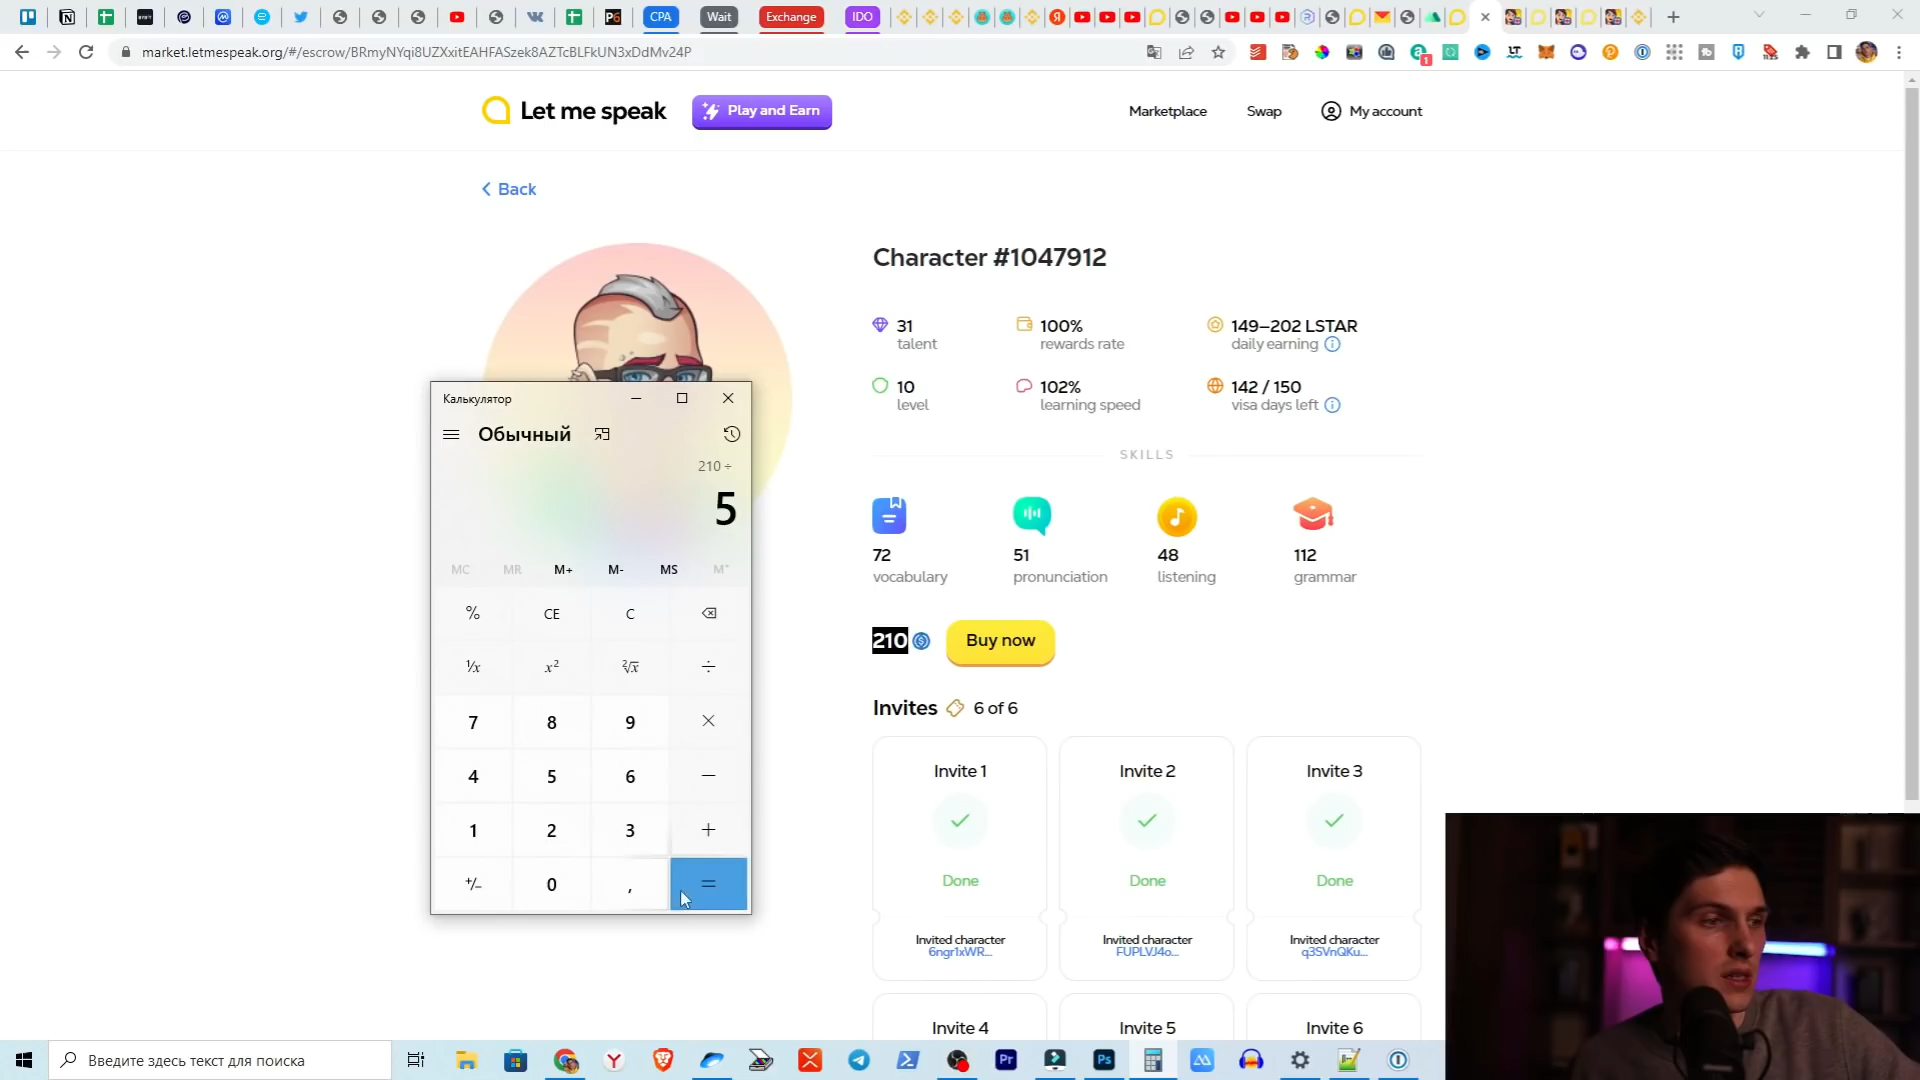 CPA
Wait
Exchange
IDO
market.letmespeak.org/#/escrow/BRmyNYqi8UZXxitEAHFASzek8AZTcBLFkUN3xDdMv24P
Let me speak
Play and Earn
Marketplace
Swap
My account
Back
Character #1047912
31
talent
100%
rewards rate
149–202 LSTAR
daily earning
10
level
102%
learning speed
142 / 150
visa days left
SKILLS
72
vocabulary
51
pronunciation
48
listening
112
grammar
210
Buy now
Invites 6 of 6
Invite 1
Done
Invited character
6ngr1xWR...
Invite 2
Done
Invited character
FUPLVJ4o...
Invite 3
Done
Invited character
q3SVnQKu...
Invite 4
Invite 5
Invite 6
Калькулятор
Обычный
210 ÷
5
MC MR M+ M- MS M˅
% CE C
¹/x x² ²√x ÷
7 8 9 ×
4 5 6 −
1 2 3 +
+/− 0 , =
Введите здесь текст для поиска